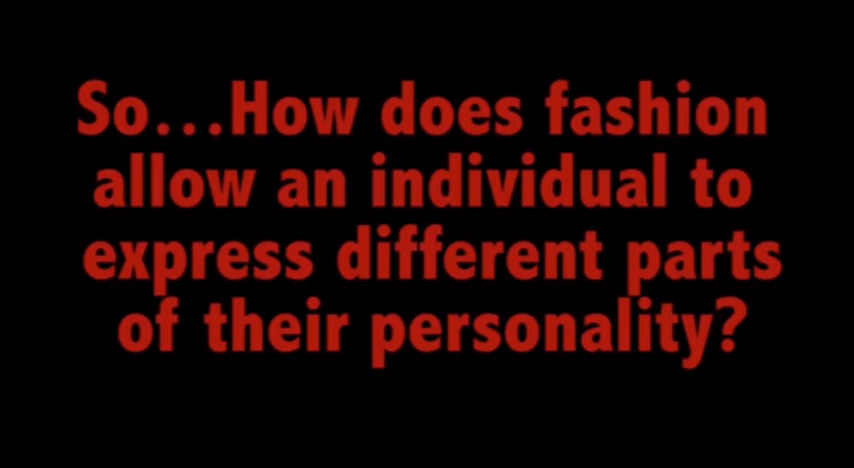 So...How does fashion
allow an individual to
express different parts
of their personality?